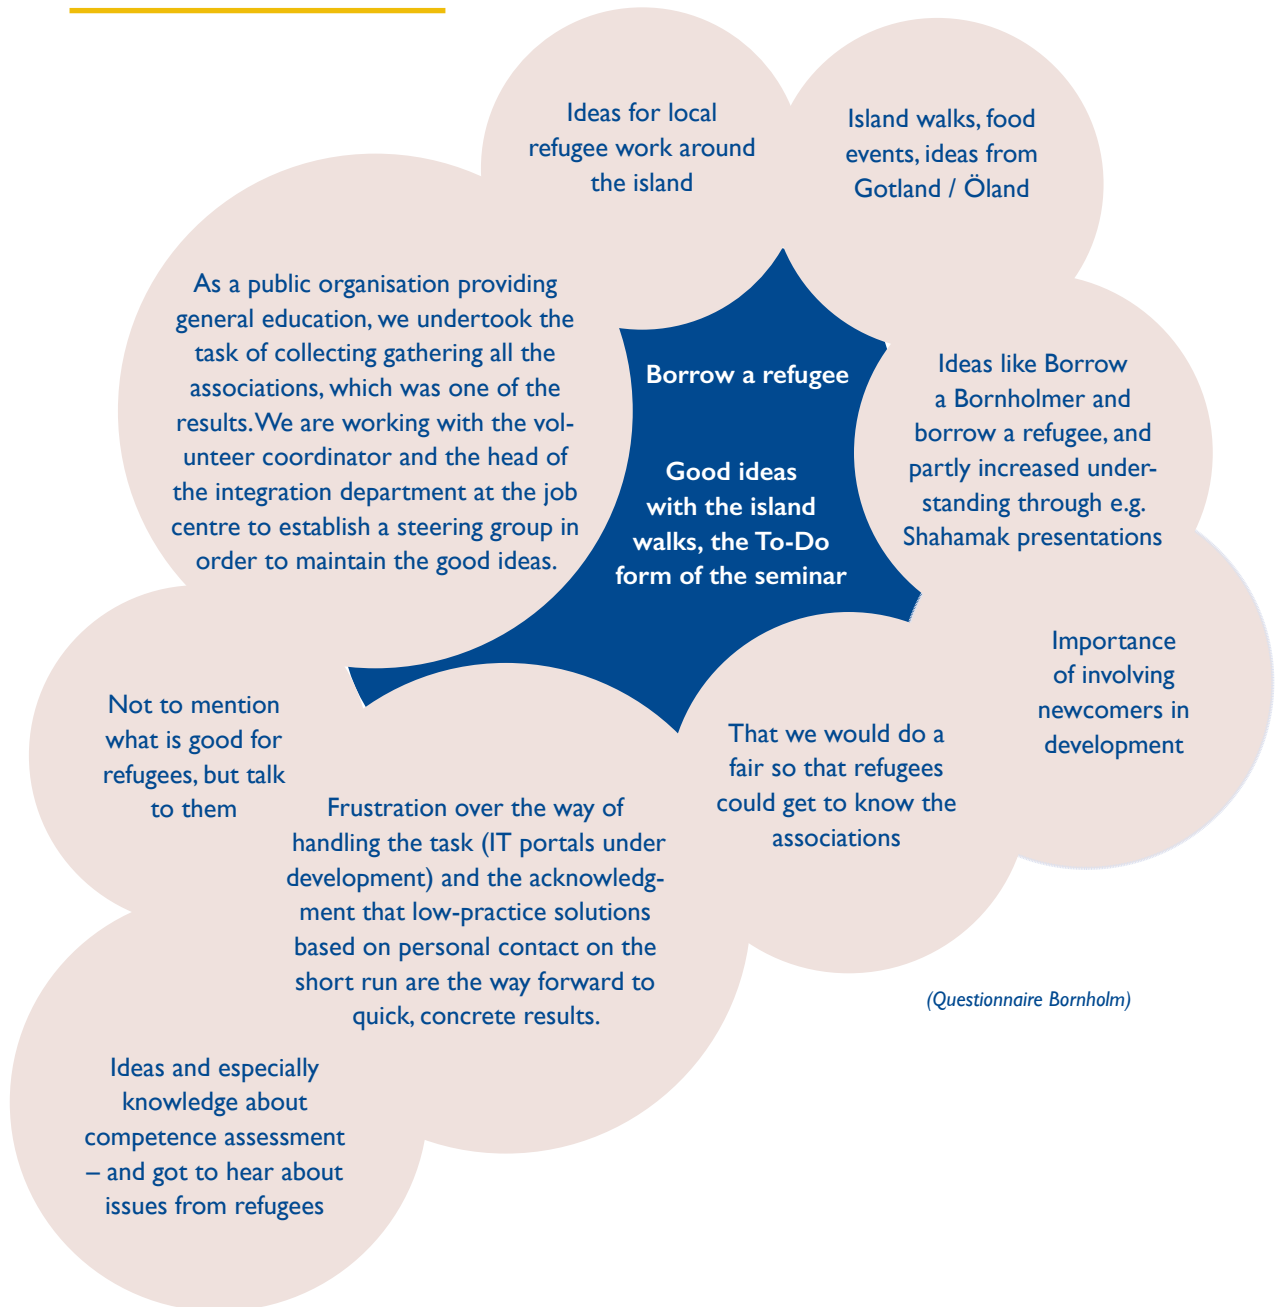 Ideas for local
refugee work around
the island
Island walks, food
events, ideas from
Gotland / Öland
As a public organisation providing
general education, we undertook the
task of collecting gathering all the
associations, which was one of the
results. We are working with the vol-
unteer coordinator and the head of
the integration department at the job
centre to establish a steering group in
order to maintain the good ideas.
Borrow a refugee
Good ideas
with the island
walks, the To-Do
form of the seminar
Ideas like Borrow
a Bornholmer and
borrow a refugee, and
partly increased under-
standing through e.g.
Shahamak presentations
Importance
of involving
newcomers in
development
Not to mention
what is good for
refugees, but talk
to them
That we would do a
fair so that refugees
could get to know the
associations
Frustration over the way of
handling the task (IT portals under
development) and the acknowledg-
ment that low-practice solutions
based on personal contact on the
short run are the way forward to
quick, concrete results.
(Questionnaire Bornholm)
Ideas and especially
knowledge about
competence assessment
– and got to hear about
issues from refugees